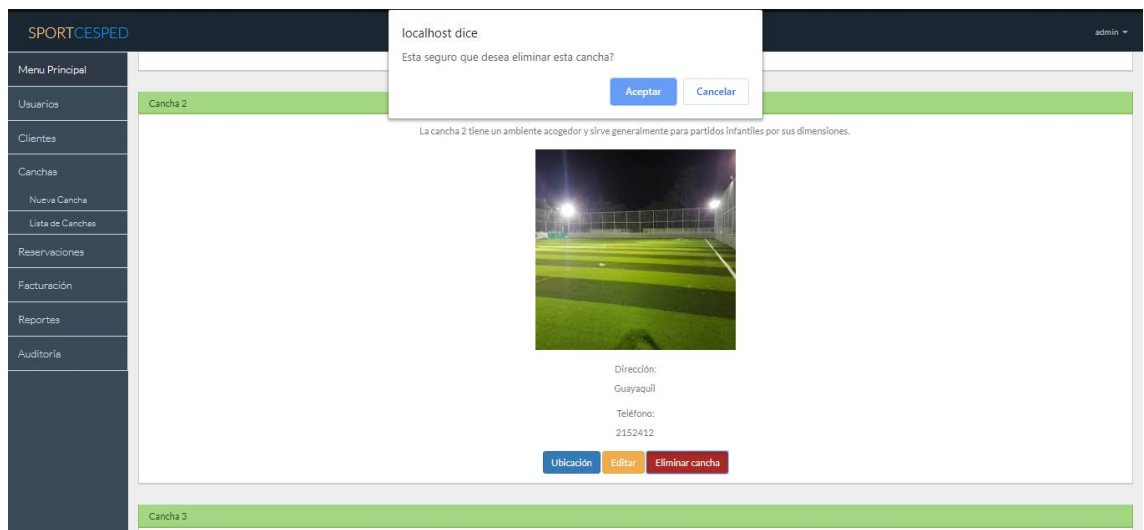 SPORTCESPED
admin
localhost dice
Esta seguro que desea eliminar esta cancha?
Aceptar
Cancelar
Menu Principal
Usuarios
Clientes
Canchas
Nueva Cancha
Lista de Canchas
Reservaciones
Facturación
Reportes
Auditoría
Cancha 2
La cancha 2 tiene un ambiente acogedor y sirve generalmente para partidos infantiles por sus dimensiones.
Dirección:
Guayaquil
Teléfono:
2152412
Ubicación
Editar
Eliminar cancha
Cancha 3